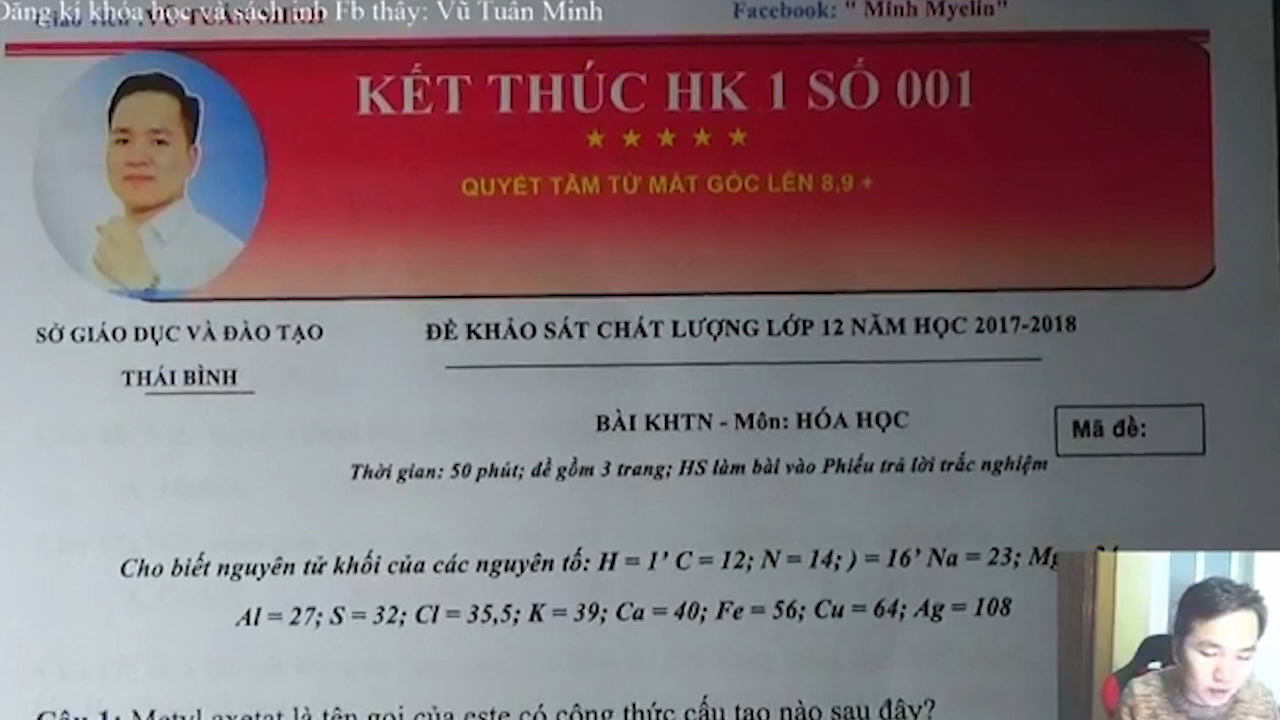 Đăng kí khóa học và sách inb Fb thầy: Vũ Tuấn Minh
Facebook: " Minh Myelin"
KẾT THÚC HK 1 SỐ 001
QUYẾT TÂM TỪ MẤT GỐC LÊN 8,9 +
SỞ GIÁO DỤC VÀ ĐÀO TẠO
ĐỀ KHẢO SÁT CHẤT LƯỢNG LỚP 12 NĂM HỌC 2017-2018
THÁI BÌNH
BÀI KHTN - Môn: HÓA HỌC
Mã đề:
Thời gian: 50 phút; đề gồm 3 trang; HS làm bài vào Phiếu trả lời trắc nghiệm
Cho biết nguyên tử khối của các nguyên tố: H = 1' C = 12; N = 14; ) = 16' Na = 23;
Al = 27; S = 32; Cl = 35,5; K = 39; Ca = 40; Fe = 56; Cu = 64; Ag = 108
Câu 1: Metyl axetat là tên gọi của este có công thức cấu tạo nào sau đây?